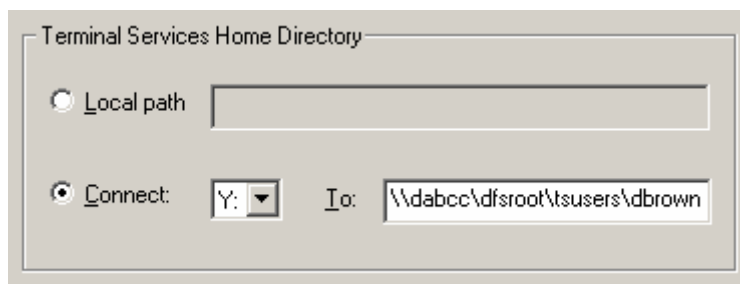 Terminal Services Home Directory
Local path
Connect: Y: To: \\dabcc\dfsroot\tsusers\dbrown